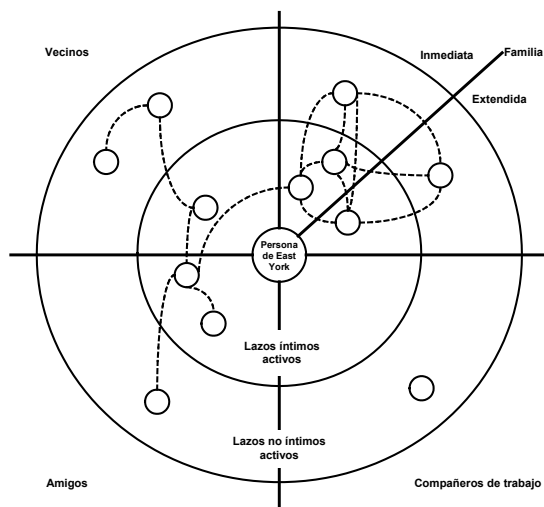 Vecinos
Inmediata
Familia
Extendida
Persona
de East
York
Lazos íntimos
activos
Lazos no íntimos
activos
Amigos
Compañeros de trabajo